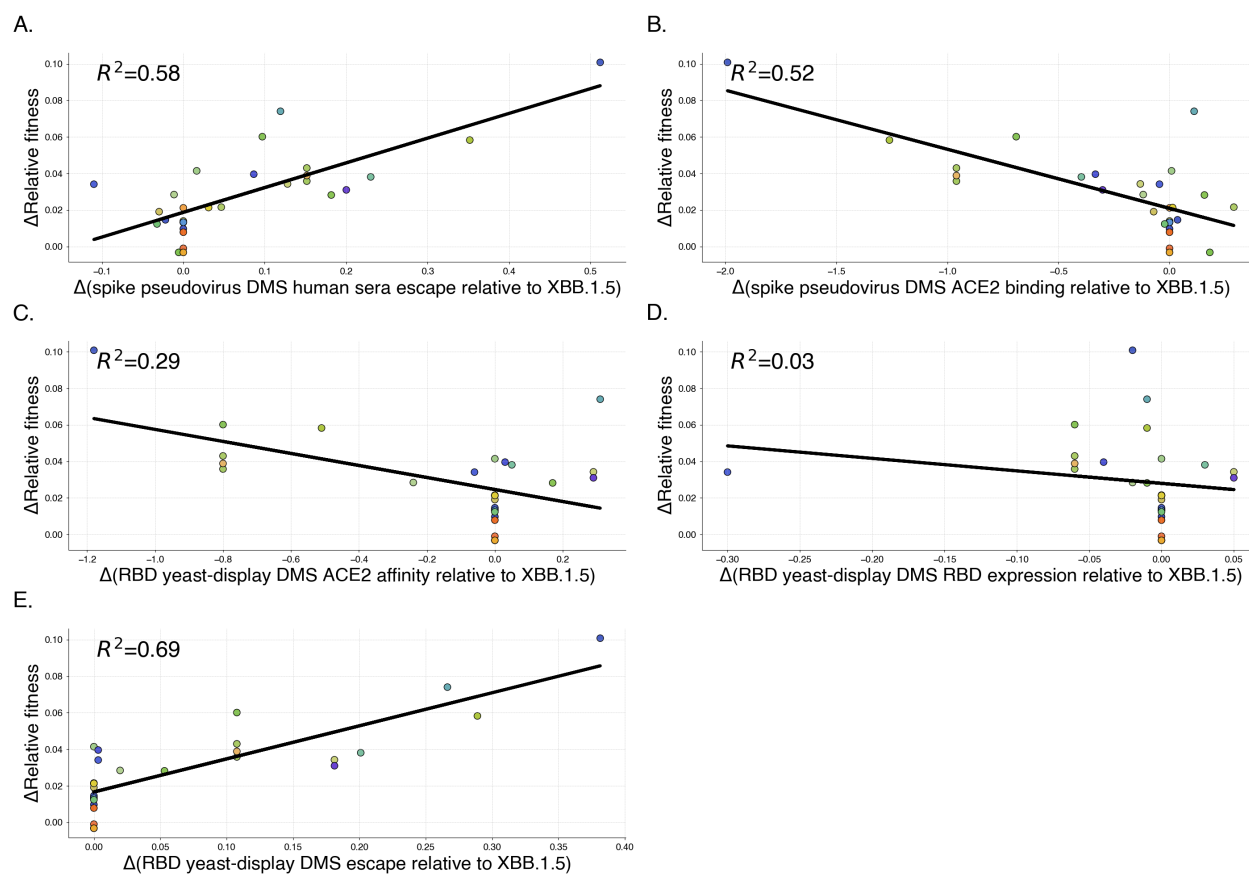 A.
R²=0.58
0.10
0.08
0.06
0.04
0.02
0.00
ΔRelative fitness
−0.1 0.0 0.1 0.2 0.3 0.4 0.5
Δ(spike pseudovirus DMS human sera escape relative to XBB.1.5)
B.
R²=0.52
0.10
0.08
0.06
0.04
0.02
0.00
ΔRelative fitness
−2.0 −1.5 −1.0 −0.5 0.0
Δ(spike pseudovirus DMS ACE2 binding relative to XBB.1.5)
C.
R²=0.29
0.10
0.08
0.06
0.04
0.02
0.00
ΔRelative fitness
−1.2 −1.0 −0.8 −0.6 −0.4 −0.2 0.0 0.2
Δ(RBD yeast-display DMS ACE2 affinity relative to XBB.1.5)
D.
R²=0.03
0.10
0.08
0.06
0.04
0.02
0.00
ΔRelative fitness
−0.30 −0.25 −0.20 −0.15 −0.10 −0.05 0.00 0.05
Δ(RBD yeast-display DMS RBD expression relative to XBB.1.5)
E.
R²=0.69
0.10
0.08
0.06
0.04
0.02
0.00
ΔRelative fitness
0.00 0.05 0.10 0.15 0.20 0.25 0.30 0.35 0.40
Δ(RBD yeast-display DMS escape relative to XBB.1.5)